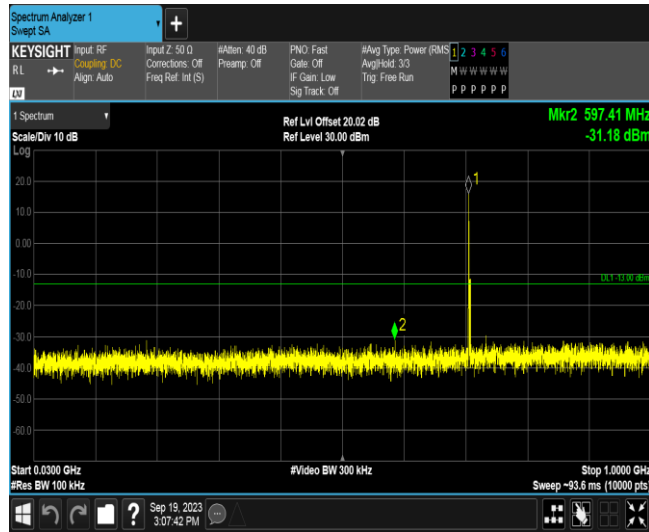 Spectrum Analyzer 1
Swept SA
KEYSIGHT
RL
LXI
Input: RF
Coupling: DC
Align: Auto
Input Z: 50 Ω
Corrections: Off
Freq Ref: Int (S)
#Atten: 40 dB
Preamp: Off
PNO: Fast
Gate: Off
IF Gain: Low
Sig Track: Off
#Avg Type: Power (RMS
Avg|Hold: 3/3
Trig: Free Run
1 2 3 4 5 6
M W W W W W
P P P P P P
1 Spectrum
Scale/Div 10 dB
Log
Ref Lvl Offset 20.02 dB
Ref Level 30.00 dBm
Mkr2 597.41 MHz
-31.18 dBm
20.0
10.0
0.00
-10.0
-20.0
-30.0
-40.0
-50.0
-60.0
1
2
DL1 -13.00 dBm
Start 0.0300 GHz
#Res BW 100 kHz
#Video BW 300 kHz
Stop 1.0000 GHz
Sweep ~93.6 ms (10000 pts)
?
Sep 19, 2023
3:07:42 PM